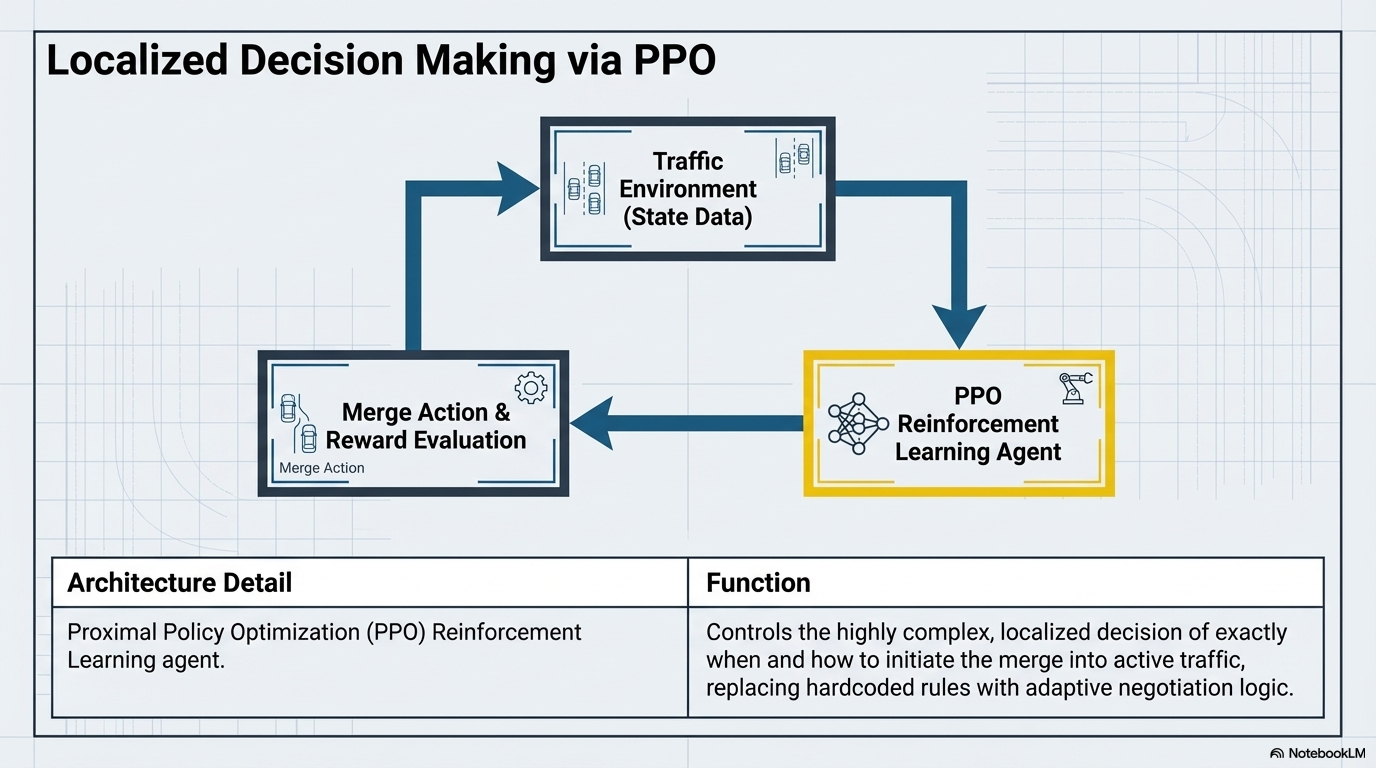 Localized Decision Making via PPO
Traffic
Environment
(State Data)
Merge Action &
Reward Evaluation
Merge Action
PPO
Reinforcement
Learning Agent
Architecture Detail
Function
Proximal Policy Optimization (PPO) Reinforcement
Learning agent.
Controls the highly complex, localized decision of exactly
when and how to initiate the merge into active traffic,
replacing hardcoded rules with adaptive negotiation logic.
NotebookLM